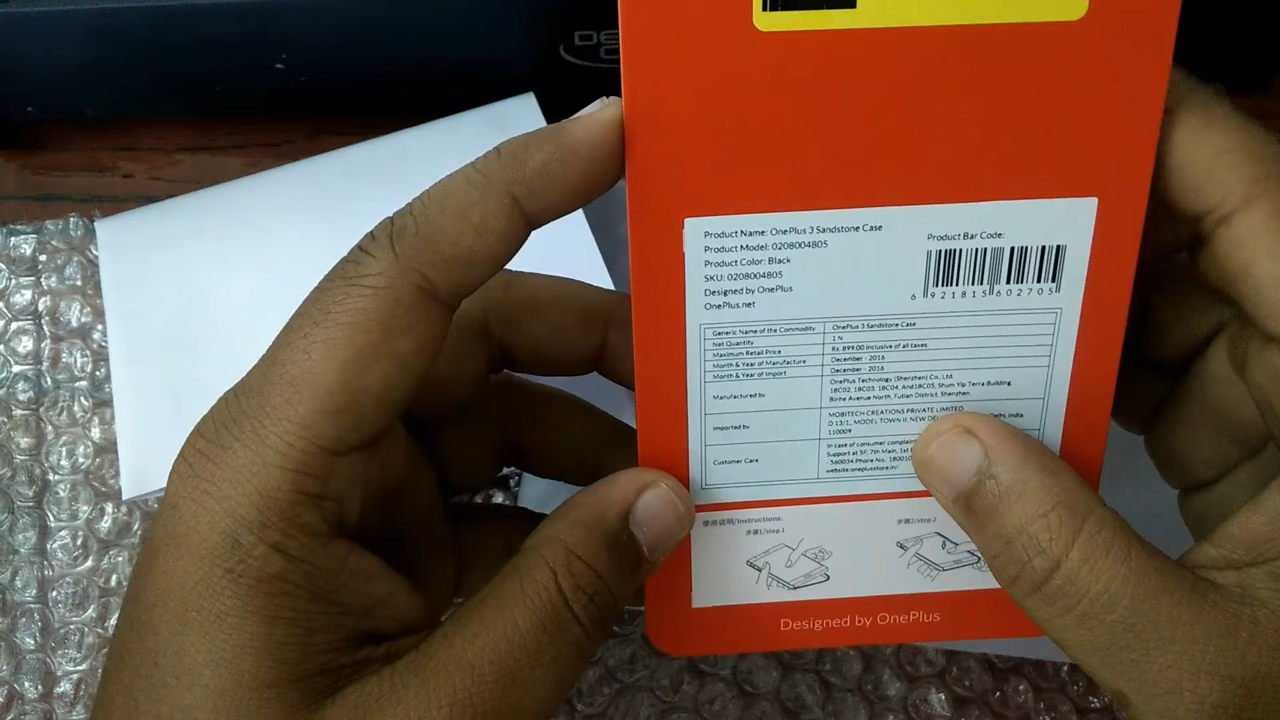 DE
Product Name: OnePlus 3 Sandstone Case
Product Model: 0208004805
Product Color: Black
SKU: 0208004805
Designed by OnePlus
OnePlus.net
Product Bar Code:
6 921815 602705
Generic Name of the Commodity OnePlus 3 Sandstone Case
Net Quantity 1 N
Maximum Retail Price Rs. 899.00 inclusive of all taxes
Month & Year of Manufacture December - 2016
Month & Year of Import December - 2016
Manufactured by
OnePlus Technology (Shenzhen) Co., Ltd.
18C02, 18C03, 18C04, And18C05, Shum Yip Terra Building,
Binhe Avenue North, Futian District, Shenzhen.
Imported by
MOBITECH CREATIONS PRIVATE LIMITED
D 13/1, MODEL TOWN II, NEW India
110009
Customer Care
In case of consumer
Support at 5F, 7th Main, 1st
- 560034.Phone No.:
website:oneplusstore.in/
使用说明/Instructions:
步骤1/step:1
步骤2/step:2
Designed by OnePlus